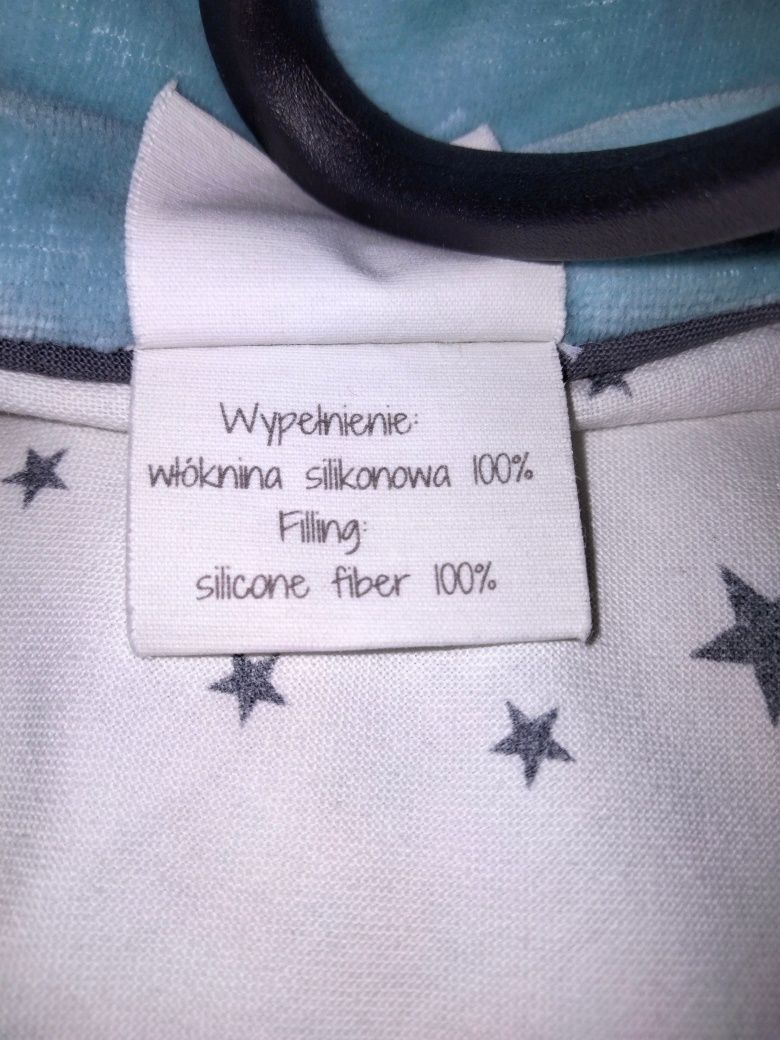 Wypełnienie:
włóknina silikonowa 100%
Filling:
silicone fiber 100%